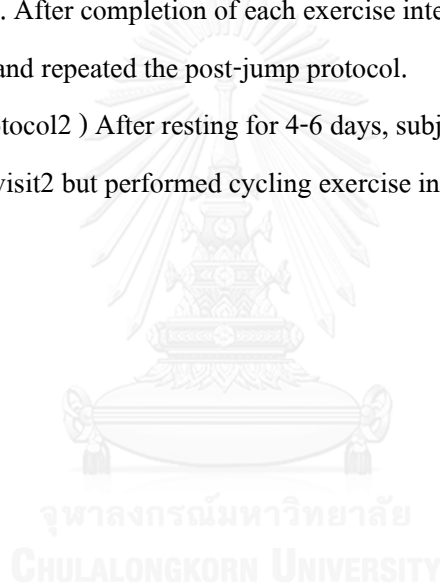 . After completion of each exercise inte
and repeated the post-jump protocol.
otocol2 ) After resting for 4-6 days, subj
visit2 but performed cycling exercise in
จุฬาลงกรณ์มหาวิทยาลัย
CHULALONGKORN UNIVERSITY